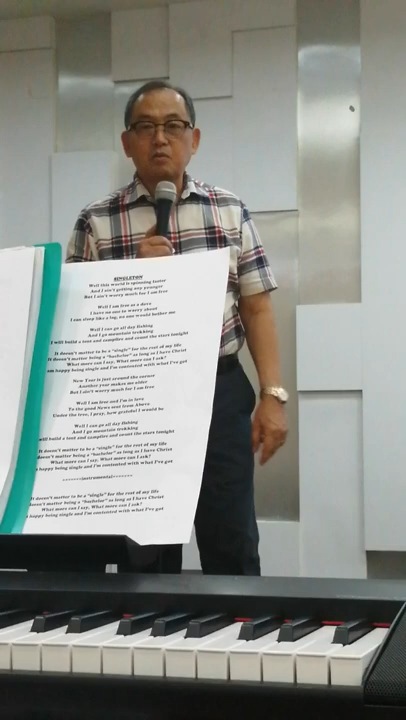 SINGLETON
Well this world is spinning faster
And I ain't getting any younger
But I ain't worry much for I am free
Well I am free as a dove
I have no one to worry about
I can sleep like a log, no one would bother me
Well I can go all day fishing
And I go mountain trekking
I will build a tent and campfire and count the stars tonight
It doesn't matter to be a "single" for the rest of my life
It doesn't matter being a "bachelor" as long as I have Christ
What more can I say, What more can I ask?
am happy being single and I'm contented with what I've got
New Year is just around the corner
Another year makes me older
But I ain't worry much for I am free
Well I am free and I'm in love
To the good News sent from Above
Under the tree, I pray, how grateful I would be
Well I can go all day fishing
And I go mountain trekking
will build a tent and campfire and count the stars tonight
It doesn't matter to be a "single" for the rest of my life
doesn't matter being a "bachelor" as long as I have Christ
What more can I say, What more can I ask?
happy being single and I'm contented with what I've got
=======instrumental=======
It doesn't matter to be a "single" for the rest of my life
doesn't matter being a "bachelor" as long as I have Christ
What more can I say, What more can I ask?
happy being single and I'm contented with what I've got